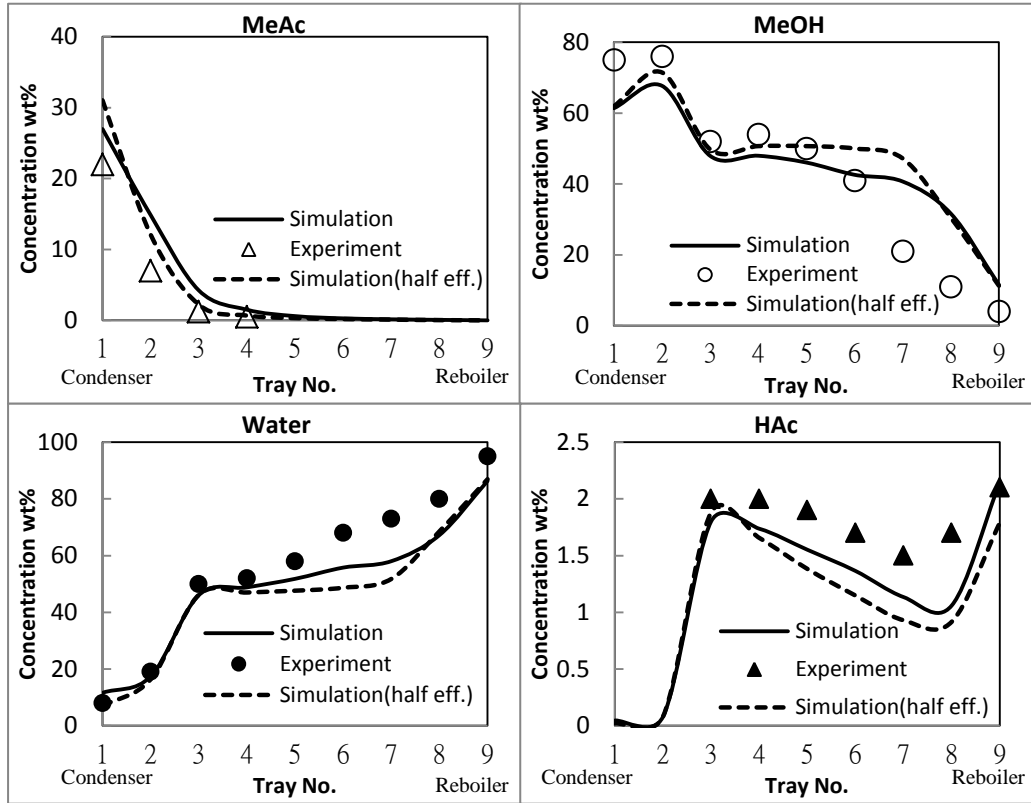 MeAc
40
30
20
10
0
Concentration wt%
Simulation
Experiment
Simulation(half eff.)
1 2 3 4 5 6 7 8 9
Condenser
Reboiler
Tray No.
MeOH
80
60
40
20
0
Concentration wt%
Simulation
Experiment
Simulation(half eff.)
1 2 3 4 5 6 7 8 9
Condenser
Reboiler
Tray No.
Water
100
80
60
40
20
0
Concentration wt%
Simulation
Experiment
Simulation(half eff.)
1 2 3 4 5 6 7 8 9
Condenser
Reboiler
Tray No.
HAc
2.5
2
1.5
1
0.5
0
Concentration wt%
Simulation
Experiment
Simulation(half eff.)
1 2 3 4 5 6 7 8 9
Condenser
Reboiler
Tray No.